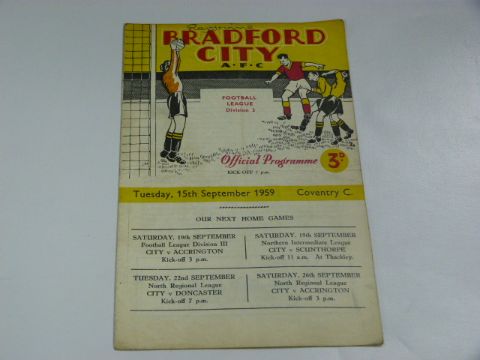 BRADFORD
CITY
A·F·C
FOOTBALL
LEAGUE
Division 3
Official Programme
3D
KICK-OFF 7 p.m.
Tuesday, 15th September 1959 Coventry C.
OUR NEXT HOME GAMES
SATURDAY, 19th SEPTEMBER
Football League Division III
CITY v ACCRINGTON
Kick-off 3 p.m.
SATURDAY, 19th SEPTEMBER
Northern Intermediate League
CITY v SCUNTHORPE
Kick-off 11 a.m. At Thackley.
TUESDAY, 22nd SEPTEMBER
North Regional League
CITY v DONCASTER
Kick-off 7 p.m.
SATURDAY, 26th SEPTEMBER
North Regional League
CITY v ACCRINGTON
Kick-off 3 p.m.